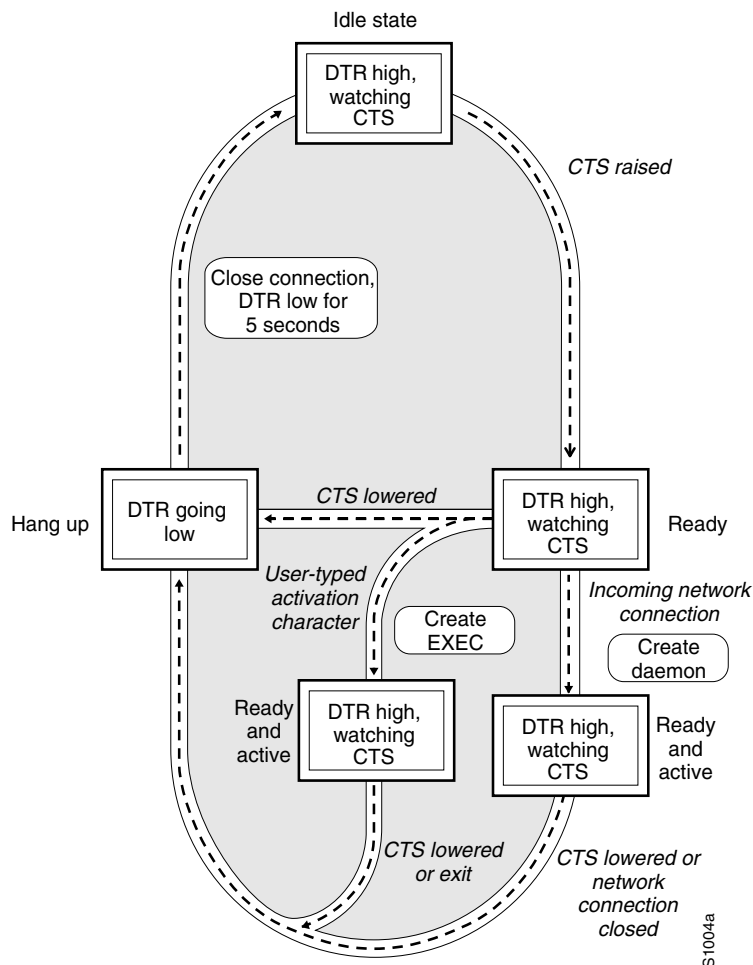 Idle state
DTR high,
watching
CTS
CTS raised
Close connection,
DTR low for
5 seconds
Hang up
DTR going
low
CTS lowered
DTR high,
watching
CTS
Ready
User-typed
activation
character
Create
EXEC
Incoming network
connection
Create
daemon
Ready
and
active
DTR high,
watching
CTS
DTR high,
watching
CTS
Ready
and
active
CTS lowered
or exit
CTS lowered or
network
connection
closed
S1004a